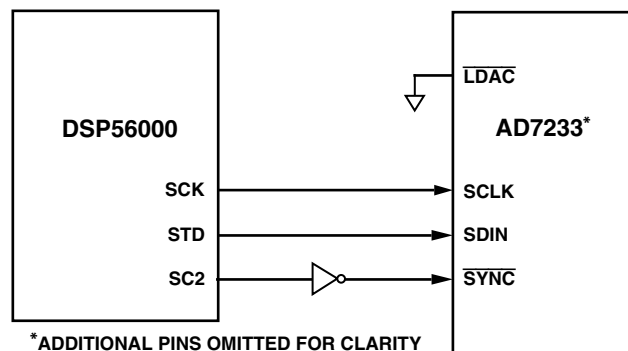 LDAC
DSP56000
AD7233*
SCK
SCLK
STD
SDIN
SC2
SYNC
*ADDITIONAL PINS OMITTED FOR CLARITY